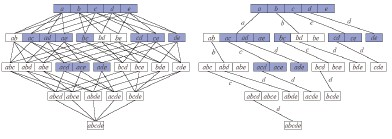 a b c d e a b c d e
a b c d
ab ac ad ae bc bd be cd ce de ab ac ad ae bc bd be cd ce de
b c d c d d
abc abd abe acd ace ade bcd bce bde cde abc abd abe acd ace ade bcd bce bde cde
c d d d
abcd abce abde acde bcde abcd abce abde acde bcde
d
abcde abcde